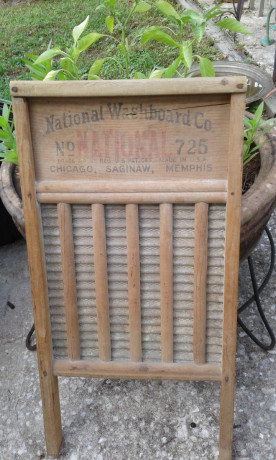 National Washboard Co.
No NATIONAL 725
CHICAGO, SAGINAW, MEMPHIS